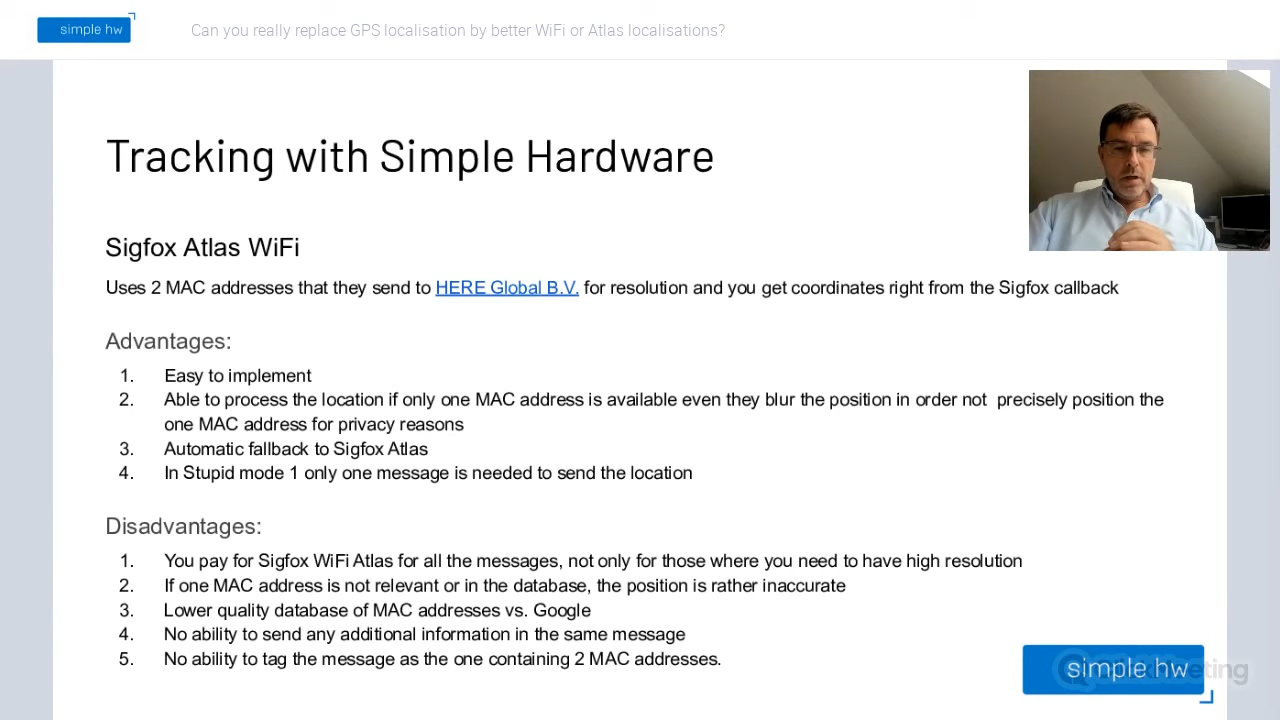 simple hw
Can you really replace GPS localisation by better WiFi or Atlas localisations?
Tracking with Simple Hardware
Sigfox Atlas WiFi
Uses 2 MAC addresses that they send to HERE Global B.V. for resolution and you get coordinates right from the Sigfox callback
Advantages:
1. Easy to implement
2. Able to process the location if only one MAC address is available even they blur the position in order not precisely position the
one MAC address for privacy reasons
3. Automatic fallback to Sigfox Atlas
4. In Stupid mode 1 only one message is needed to send the location
Disadvantages:
1. You pay for Sigfox WiFi Atlas for all the messages, not only for those where you need to have high resolution
2. If one MAC address is not relevant or in the database, the position is rather inaccurate
3. Lower quality database of MAC addresses vs. Google
4. No ability to send any additional information in the same message
5. No ability to tag the message as the one containing 2 MAC addresses.
simple hw